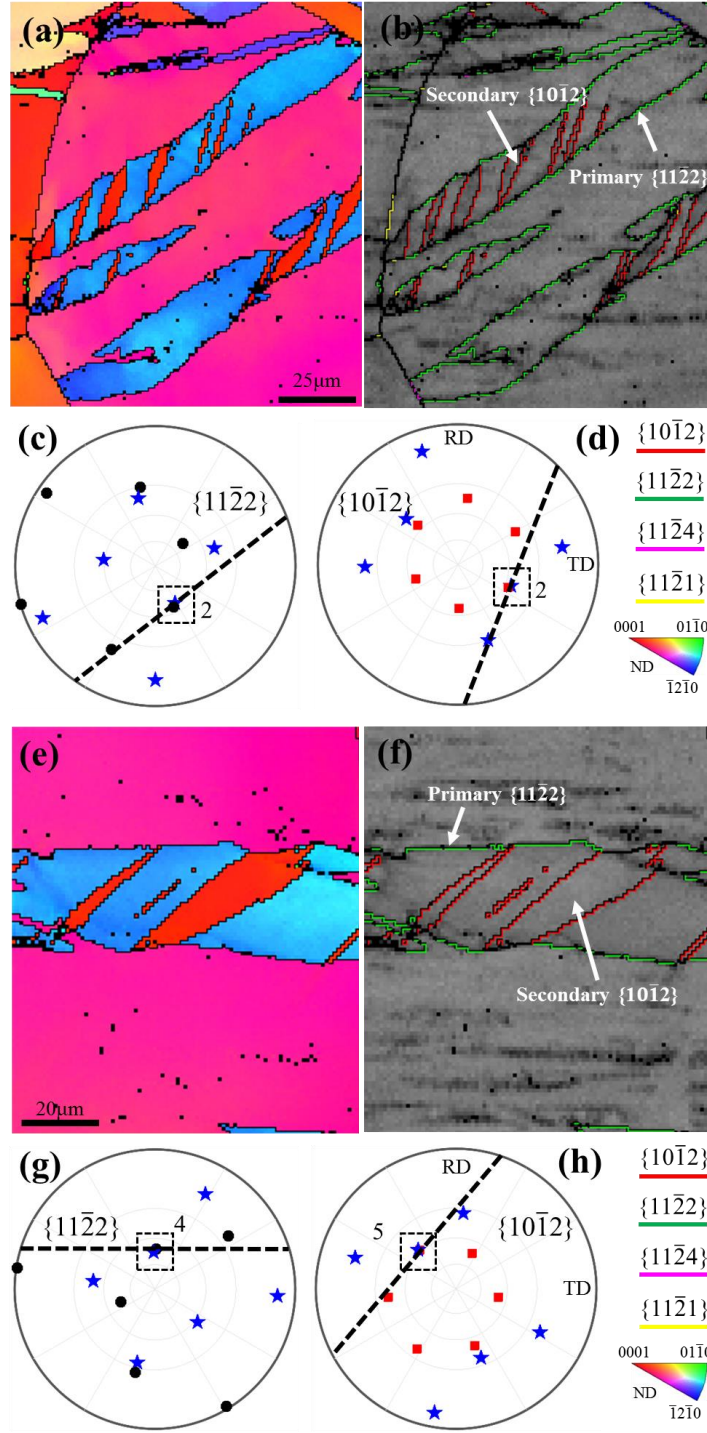 (a)
25μm
(b)
Secondary {101̄2}
Primary {112̄2}
(c)
{112̄2}
2
RD
{101̄2}
TD
2
(d)
{101̄2}
{112̄2}
{112̄4}
{112̄1}
0001 011̄0
ND
1̄21̄0
(e)
20μm
(f)
Primary {112̄2}
Secondary {101̄2}
(g)
{112̄2}
4
RD
5
{101̄2}
TD
(h)
{101̄2}
{112̄2}
{112̄4}
{112̄1}
0001 011̄0
ND
1̄21̄0